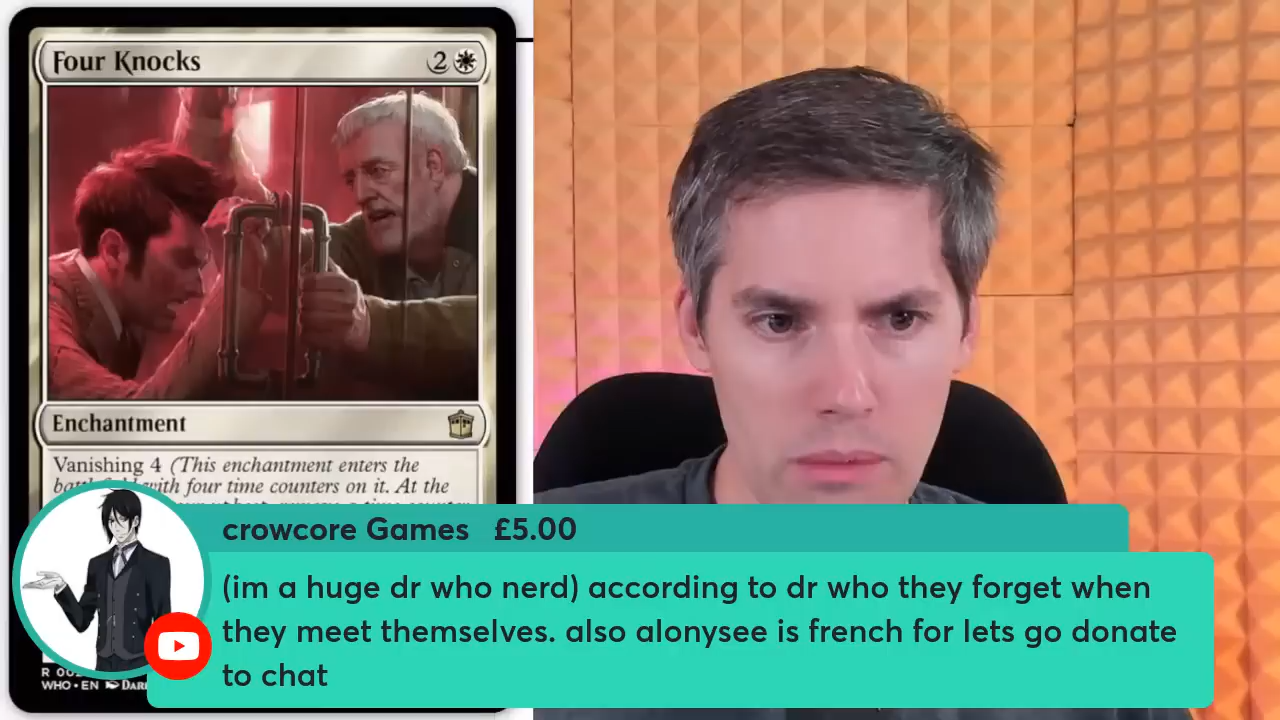 Four Knocks 2
Enchantment
Vanishing 4 (This enchantment enters the
with four time counters on it. At the
crowcore Games £5.00
(im a huge dr who nerd) according to dr who they forget when
they meet themselves. also alonysee is french for lets go donate
to chat
WHO • EN